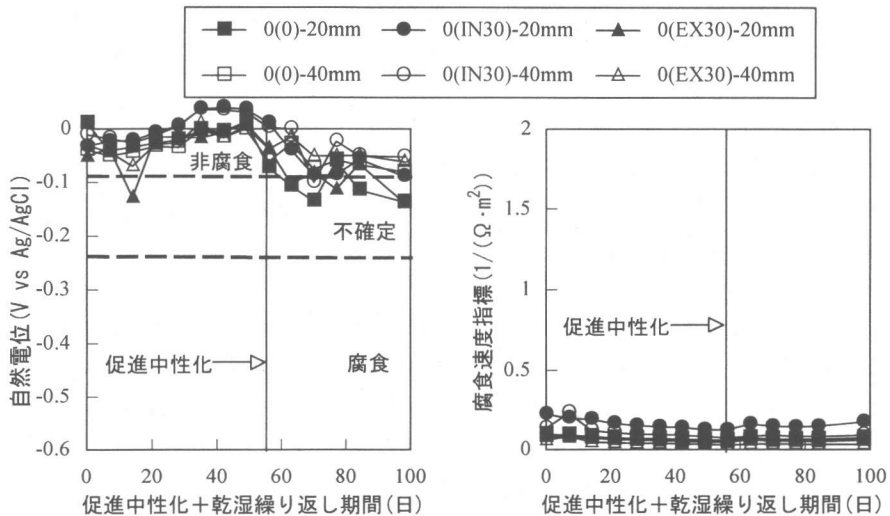 0(0)-20mm 0(IN30)-20mm 0(EX30)-20mm
0(0)-40mm 0(IN30)-40mm 0(EX30)-40mm
自然電位(V vs Ag/AgCl)
0
-0.1
-0.2
-0.3
-0.4
-0.5
-0.6
非腐食
不確定
促進中性化
腐食
0 20 40 60 80 100
促進中性化+乾湿繰り返し期間(日)
腐食速度指標(1/(Ω·m²))
2
1.5
1
0.5
0
促進中性化
0 20 40 60 80 100
促進中性化+乾湿繰り返し期間(日)